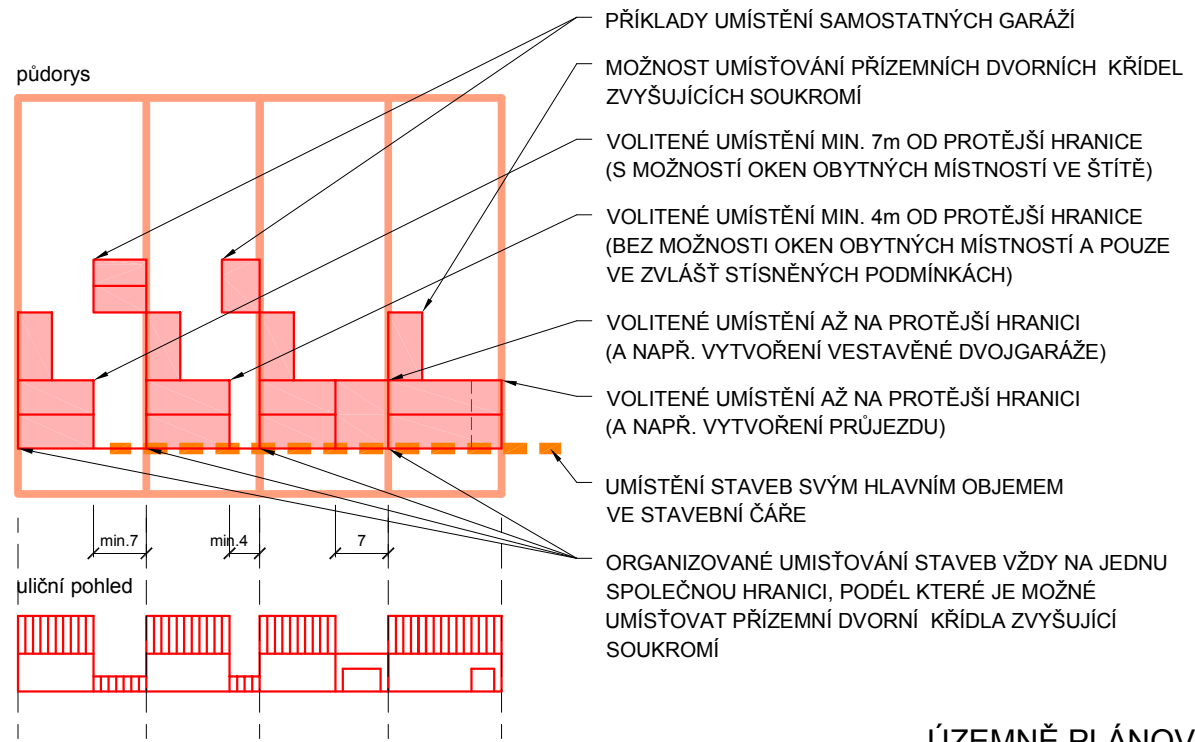 PŘÍKLADY UMÍSTĚNÍ SAMOSTATNÝCH GARÁŽÍ
půdorys
MOŽNOST UMÍSŤOVÁNÍ PŘÍZEMNÍCH DVORNÍCH KŘÍDEL
ZVYŠUJÍCÍCH SOUKROMÍ
VOLITENÉ UMÍSTĚNÍ MIN. 7m OD PROTĚJŠÍ HRANICE
(S MOŽNOSTÍ OKEN OBYTNÝCH MÍSTNOSTÍ VE ŠTÍTĚ)
VOLITENÉ UMÍSTĚNÍ MIN. 4m OD PROTĚJŠÍ HRANICE
(BEZ MOŽNOSTI OKEN OBYTNÝCH MÍSTNOSTÍ A POUZE
VE ZVLÁŠŤ STÍSNĚNÝCH PODMÍNKÁCH)
VOLITENÉ UMÍSTĚNÍ AŽ NA PROTĚJŠÍ HRANICI
(A NAPŘ. VYTVOŘENÍ VESTAVĚNÉ DVOJGARÁŽE)
VOLITENÉ UMÍSTĚNÍ AŽ NA PROTĚJŠÍ HRANICI
(A NAPŘ. VYTVOŘENÍ PRŮJEZDU)
UMÍSTĚNÍ STAVEB SVÝM HLAVNÍM OBJEMEM
VE STAVEBNÍ ČÁŘE
min.7 min.4 7
ORGANIZOVANÉ UMISŤOVÁNÍ STAVEB VŽDY NA JEDNU
SPOLEČNOU HRANICI, PODÉL KTERÉ JE MOŽNÉ
UMÍSŤOVAT PŘÍZEMNÍ DVORNÍ KŘÍDLA ZVYŠUJÍCÍ
SOUKROMÍ
uliční pohled
ÚZEMNĚ PLÁNOV